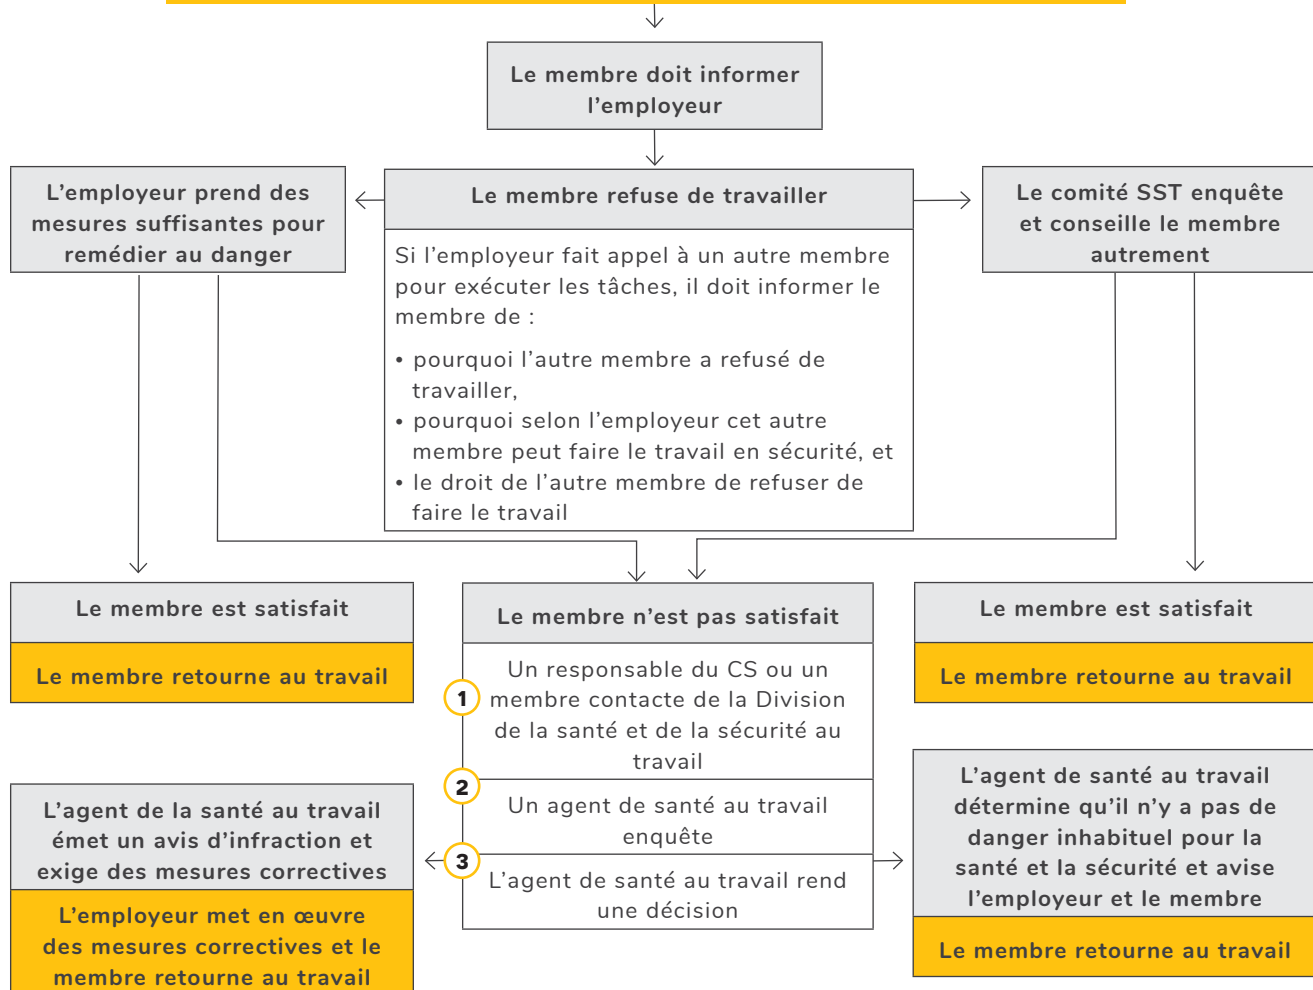 Le membre doit informer
l’employeur
L’employeur prend des
mesures suffisantes pour
remédier au danger
Le membre refuse de travailler
Si l’employeur fait appel à un autre membre
pour exécuter les tâches, il doit informer le
membre de :
• pourquoi l’autre membre a refusé de
travailler,
• pourquoi selon l’employeur cet autre
membre peut faire le travail en sécurité, et
• le droit de l’autre membre de refuser de
faire le travail
Le comité SST enquête
et conseille le membre
autrement
Le membre est satisfait
Le membre retourne au travail
Le membre n’est pas satisfait
1
Un responsable du CS ou un
membre contacte de la Division
de la santé et de la sécurité au
travail
2
Un agent de santé au travail
enquête
3
L’agent de santé au travail rend
une décision
Le membre est satisfait
Le membre retourne au travail
L’agent de la santé au travail
émet un avis d’infraction et
exige des mesures correctives
L’employeur met en œuvre
des mesures correctives et le
membre retourne au travail
L’agent de santé au travail
détermine qu’il n’y a pas de
danger inhabituel pour la
santé et la sécurité et avise
l’employeur et le membre
Le membre retourne au travail